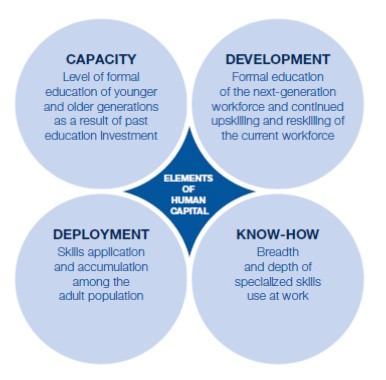 CAPACITY
Level of formal
education of younger
and older generations
as a result of past
education investment
DEVELOPMENT
Formal education
of the next-generation
workforce and continued
upskilling and reskilling of
the current workforce
ELEMENTS
OF
HUMAN
CAPITAL
DEPLOYMENT
Skills application
and accumulation
among the
adult population
KNOW-HOW
Breadth
and depth of
specialized skills
use at work